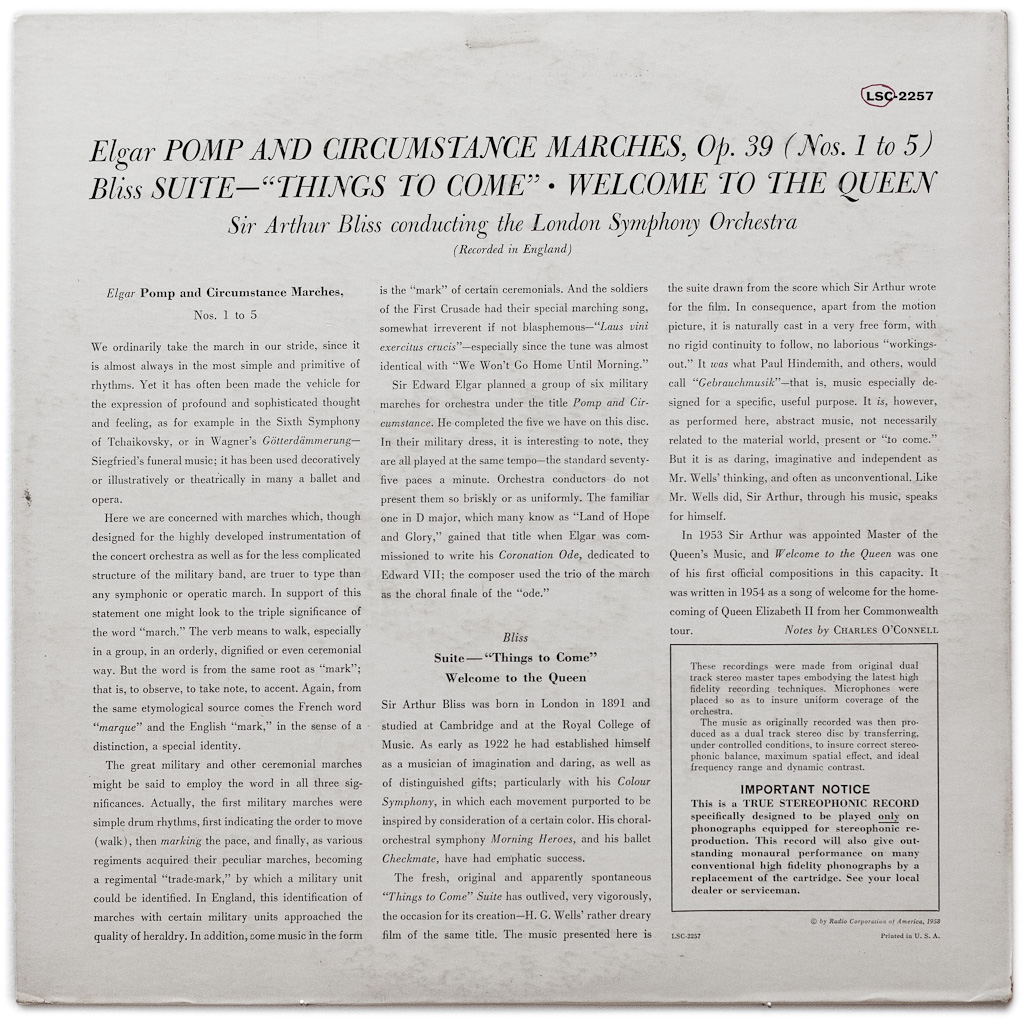 LSC-2257
Elgar POMP AND CIRCUMSTANCE MARCHES, Op. 39 (Nos. 1 to 5)
Bliss SUITE—“THINGS TO COME” • WELCOME TO THE QUEEN
Sir Arthur Bliss conducting the London Symphony Orchestra
(Recorded in England)
Elgar Pomp and Circumstance Marches,
Nos. 1 to 5
We ordinarily take the march in our stride, since it
is almost always in the most simple and primitive of
rhythms. Yet it has often been made the vehicle for
the expression of profound and sophisticated thought
and feeling, as for example in the Sixth Symphony
of Tchaikovsky, or in Wagner’s Götterdämmerung—
Siegfried’s funeral music; it has been used decoratively
or illustratively or theatrically in many a ballet and
opera.
Here we are concerned with marches which, though
designed for the highly developed instrumentation of
the concert orchestra as well as for the less complicated
structure of the military band, are truer to type than
any symphonic or operatic march. In support of this
statement one might look to the triple significance of
the word “march.” The verb means to walk, especially
in a group, in an orderly, dignified or even ceremonial
way. But the word is from the same root as “mark”;
that is, to observe, to take note, to accent. Again, from
the same etymological source comes the French word
“marque” and the English “mark,” in the sense of a
distinction, a special identity.
The great military and other ceremonial marches
might be said to employ the word in all three sig-
nificances. Actually, the first military marches were
simple drum rhythms, first indicating the order to move
(walk), then marking the pace, and finally, as various
regiments acquired their peculiar marches, becoming
a regimental “trade-mark,” by which a military unit
could be identified. In England, this identification of
marches with certain military units approached the
quality of heraldry. In addition, some music in the form
is the “mark” of certain ceremonials. And the soldiers
of the First Crusade had their special marching song,
somewhat irreverent if not blasphemous—“Laus vini
exercitus crucis”—especially since the tune was almost
identical with “We Won’t Go Home Until Morning.”
Sir Edward Elgar planned a group of six military
marches for orchestra under the title Pomp and Cir-
cumstance. He completed the five we have on this disc.
In their military dress, it is interesting to note, they
are all played at the same tempo—the standard seventy-
five paces a minute. Orchestra conductors do not
present them so briskly or as uniformly. The familiar
one in D major, which many know as “Land of Hope
and Glory,” gained that title when Elgar was com-
missioned to write his Coronation Ode, dedicated to
Edward VII; the composer used the trio of the march
as the choral finale of the “ode.”
Bliss
Suite—“Things to Come”
Welcome to the Queen
Sir Arthur Bliss was born in London in 1891 and
studied at Cambridge and at the Royal College of
Music. As early as 1922 he had established himself
as a musician of imagination and daring, as well as
of distinguished gifts; particularly with his Colour
Symphony, in which each movement purported to be
inspired by consideration of a certain color. His choral-
orchestral symphony Morning Heroes, and his ballet
Checkmate, have had emphatic success.
The fresh, original and apparently spontaneous
“Things to Come” Suite has outlived, very vigorously,
the occasion for its creation—H. G. Wells’ rather dreary
film of the same title. The music presented here is
the suite drawn from the score which Sir Arthur wrote
for the film. In consequence, apart from the motion
picture, it is naturally cast in a very free form, with
no rigid continuity to follow, no laborious “workings-
out.” It was what Paul Hindemith, and others, would
call “Gebrauchmusik”—that is, music especially de-
signed for a specific, useful purpose. It is, however,
as performed here, abstract music, not necessarily
related to the material world, present or “to come.”
But it is as daring, imaginative and independent as
Mr. Wells’ thinking, and often as unconventional. Like
Mr. Wells did, Sir Arthur, through his music, speaks
for himself.
In 1953 Sir Arthur was appointed Master of the
Queen’s Music, and Welcome to the Queen was one
of his first official compositions in this capacity. It
was written in 1954 as a song of welcome for the home-
coming of Queen Elizabeth II from her Commonwealth
tour. Notes by CHARLES O’CONNELL
These recordings were made from original dual
track stereo master tapes embodying the latest high
fidelity recording techniques. Microphones were
placed so as to insure uniform coverage of the
orchestra.
The music as originally recorded was then pro-
duced as a dual track stereo disc by transferring,
under controlled conditions, to insure correct stereo-
phonic balance, maximum spatial effect, and ideal
frequency range and dynamic contrast.
IMPORTANT NOTICE
This is a TRUE STEREOPHONIC RECORD
specifically designed to be played only on
phonographs equipped for stereophonic re-
production. This record will also give out-
standing monaural performance on many
conventional high fidelity phonographs by a
replacement of the cartridge. See your local
dealer or serviceman.
© by Radio Corporation of America, 1958
LSC-2257 Printed in U. S. A.